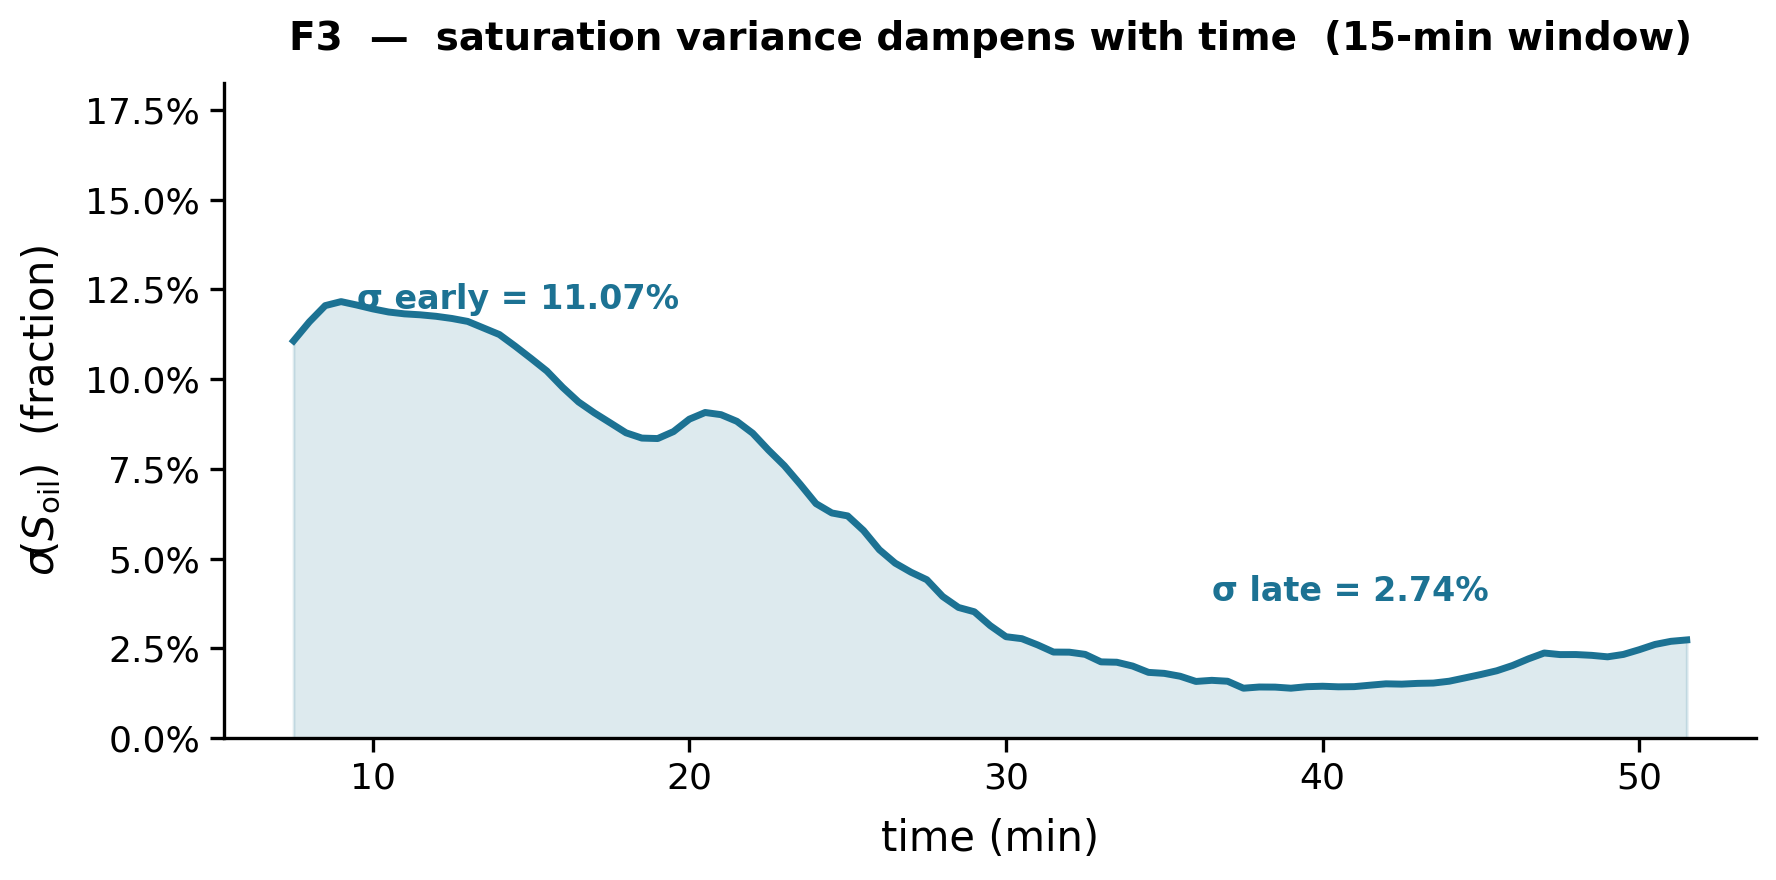 F3 — saturation variance dampens with time (15-min window)
17.5%
15.0%
12.5%
10.0%
7.5%
5.0%
2.5%
0.0%
σ(S_oil) (fraction)
σ early = 11.07%
σ late = 2.74%
10 20 30 40 50
time (min)